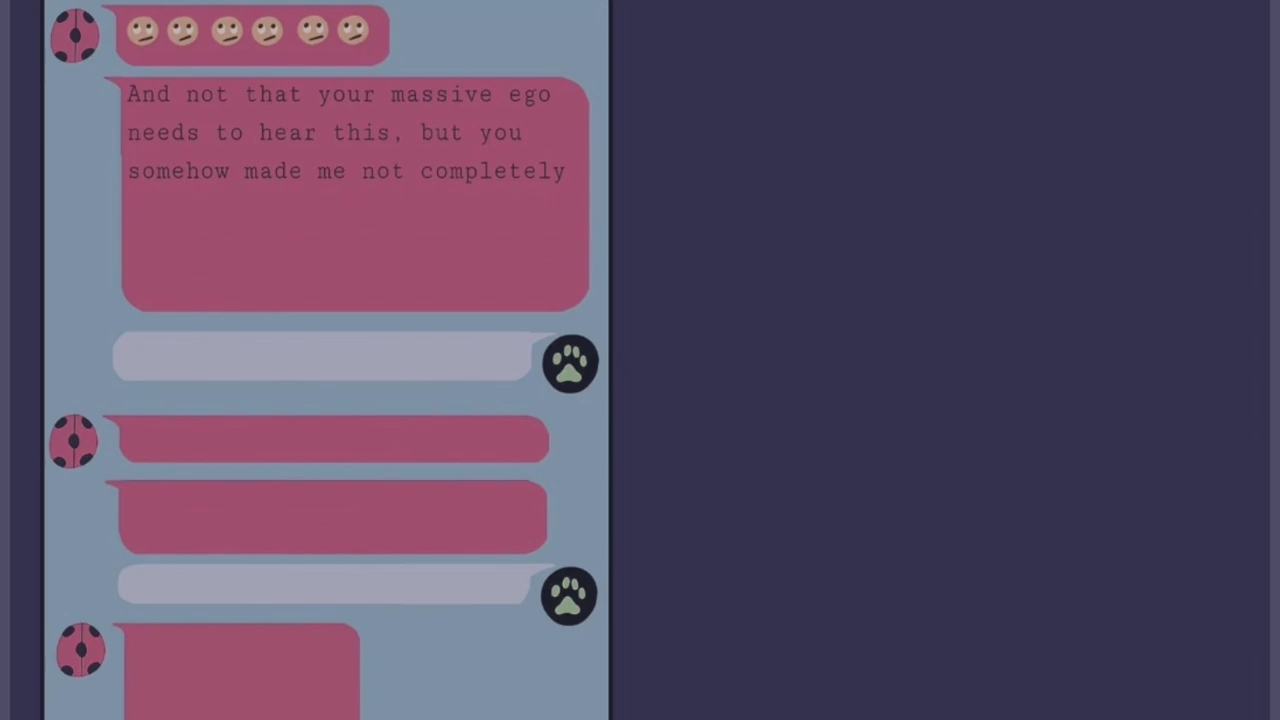 And not that your massive ego
needs to hear this, but you
somehow made me not completely